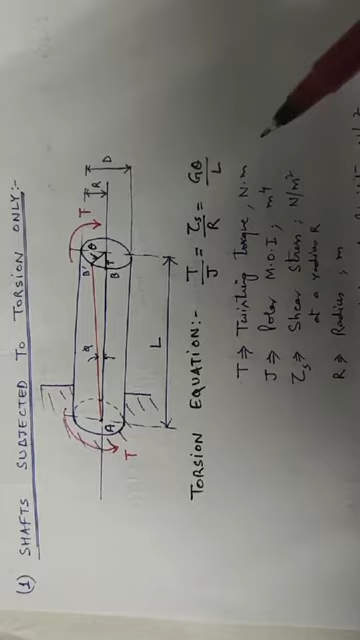 (1) SHAFTS SUBJECTED TO TORSION ONLY:-
T
D
R
B'
B
θ
A
L
T
TORSION EQUATION:- T/J = τs/R = Gθ/L
T ⇒ Twisting torque, N.m
J ⇒ Polar M.O.I; m⁴
τs ⇒ Shear Stress; N/m²
at a radius R
R ⇒ Radius, m